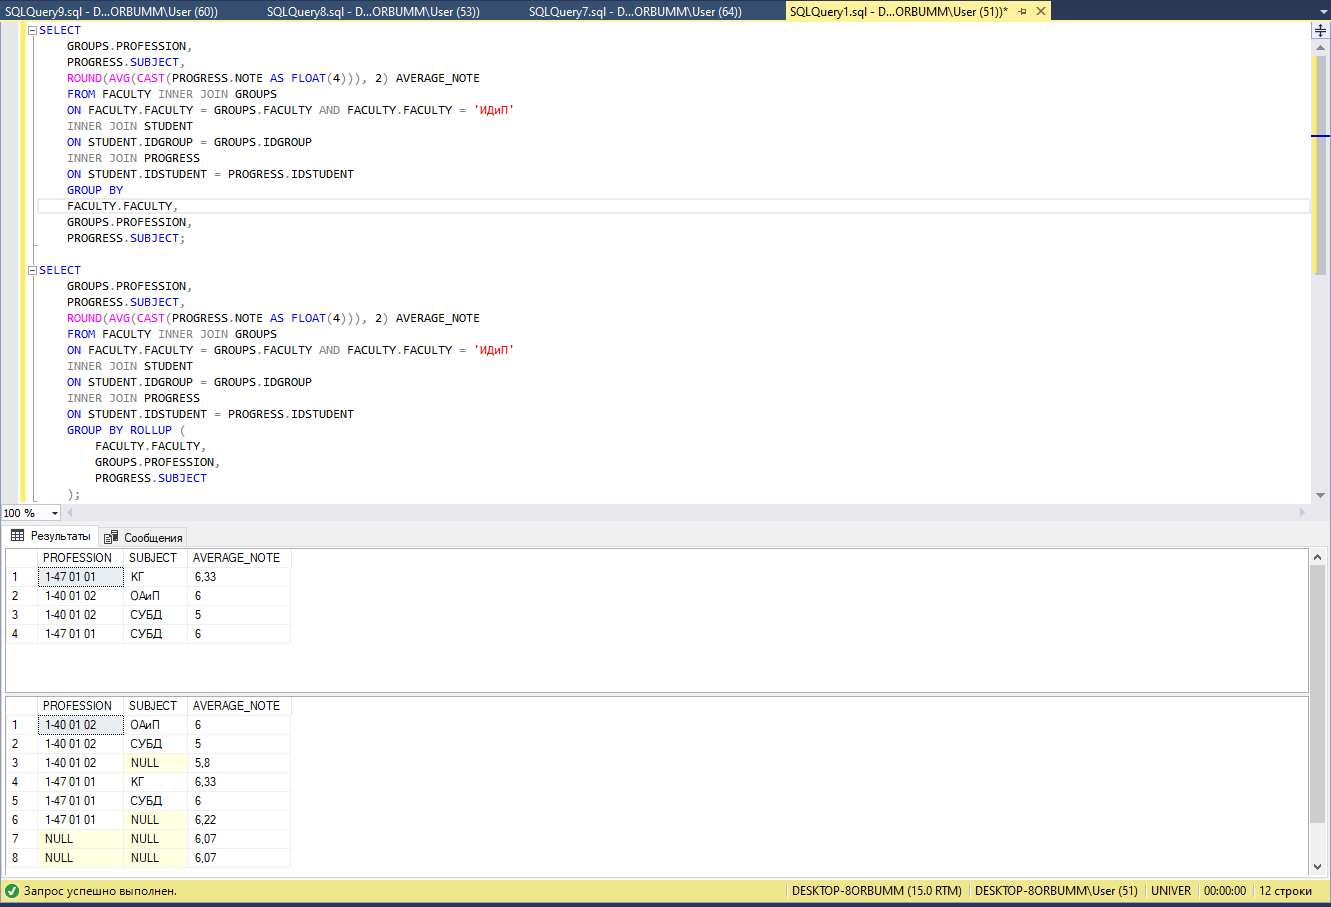 SQLQuery9.sql - D...ORBUMM\User (60))
SQLQuery8.sql - D...ORBUMM\User (53))
SQLQuery7.sql - D...ORBUMM\User (64))
SQLQuery1.sql - D...ORBUMM\User (51))*
SELECT
GROUPS.PROFESSION,
PROGRESS.SUBJECT,
ROUND(AVG(CAST(PROGRESS.NOTE AS FLOAT(4))), 2) AVERAGE_NOTE
FROM FACULTY INNER JOIN GROUPS
ON FACULTY.FACULTY = GROUPS.FACULTY AND FACULTY.FACULTY = 'ИДиП'
INNER JOIN STUDENT
ON STUDENT.IDGROUP = GROUPS.IDGROUP
INNER JOIN PROGRESS
ON STUDENT.IDSTUDENT = PROGRESS.IDSTUDENT
GROUP BY
FACULTY.FACULTY,
GROUPS.PROFESSION,
PROGRESS.SUBJECT;
SELECT
GROUPS.PROFESSION,
PROGRESS.SUBJECT,
ROUND(AVG(CAST(PROGRESS.NOTE AS FLOAT(4))), 2) AVERAGE_NOTE
FROM FACULTY INNER JOIN GROUPS
ON FACULTY.FACULTY = GROUPS.FACULTY AND FACULTY.FACULTY = 'ИДиП'
INNER JOIN STUDENT
ON STUDENT.IDGROUP = GROUPS.IDGROUP
INNER JOIN PROGRESS
ON STUDENT.IDSTUDENT = PROGRESS.IDSTUDENT
GROUP BY ROLLUP (
FACULTY.FACULTY,
GROUPS.PROFESSION,
PROGRESS.SUBJECT
);
100 %
Результаты Сообщения
PROFESSION SUBJECT AVERAGE_NOTE
1 1-47 01 01 КГ 6,33
2 1-40 01 02 ОАиП 6
3 1-40 01 02 СУБД 5
4 1-47 01 01 СУБД 6
PROFESSION SUBJECT AVERAGE_NOTE
1 1-40 01 02 ОАиП 6
2 1-40 01 02 СУБД 5
3 1-40 01 02 NULL 5,8
4 1-47 01 01 КГ 6,33
5 1-47 01 01 СУБД 6
6 1-47 01 01 NULL 6,22
7 NULL NULL 6,07
8 NULL NULL 6,07
Запрос успешно выполнен. DESKTOP-8ORBUMM (15.0 RTM) DESKTOP-8ORBUMM\User (51) UNIVER 00:00:00 12 строки